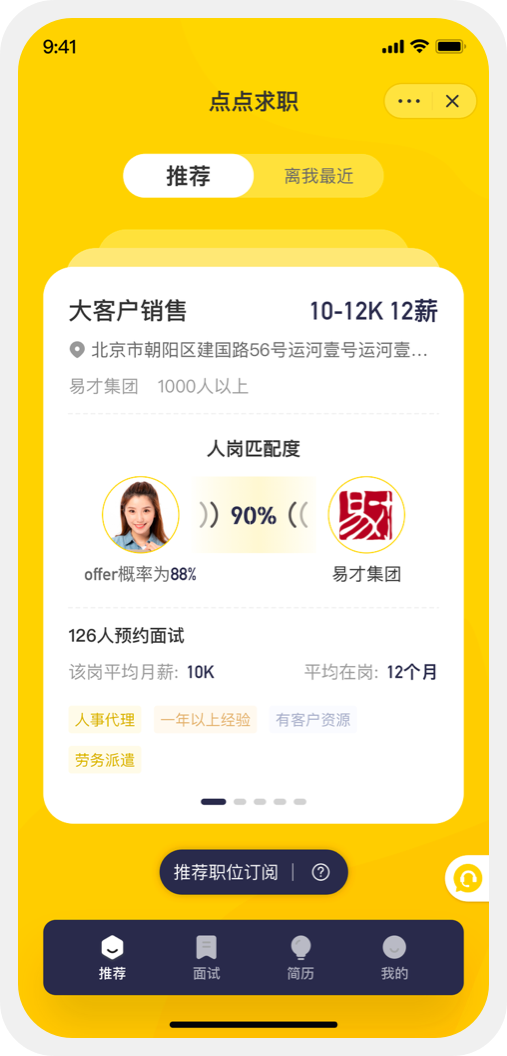 9:41
点点求职
推荐 离我最近
大客户销售 10-12K 12薪
北京市朝阳区建国路56号运河壹号运河壹...
易才集团 1000人以上
人岗匹配度
90%
易才
offer概率为88% 易才集团
126人预约面试
该岗平均月薪: 10K 平均在岗: 12个月
人事代理 一年以上经验 有客户资源
劳务派遣
推荐职位订阅 | ?
推荐 面试 简历 我的